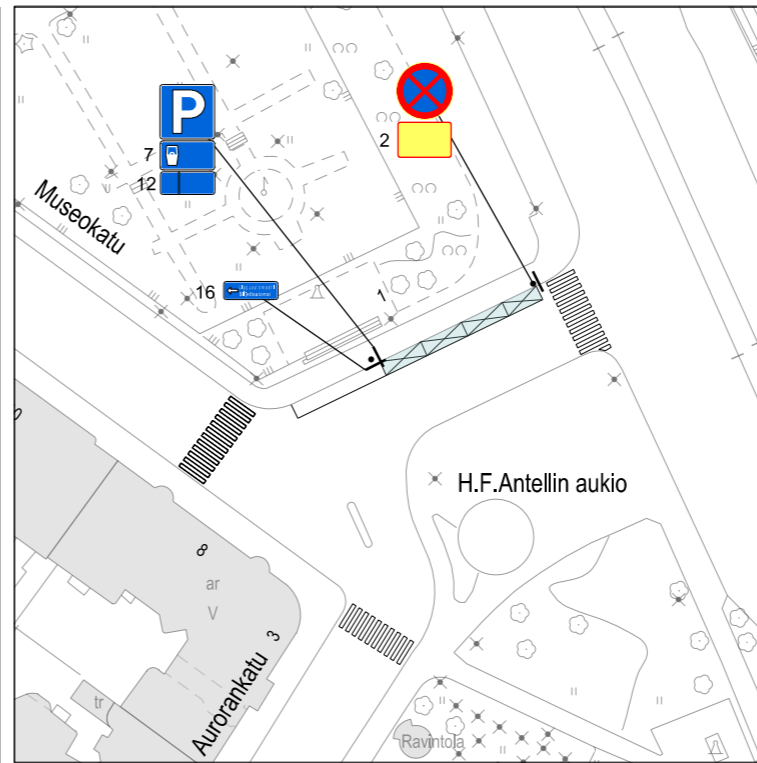 P
7
12
2
Museokatu
16
1
H.F.Antellin aukio
8
ar
V
3
Aurorankatu
tr
Ravintola